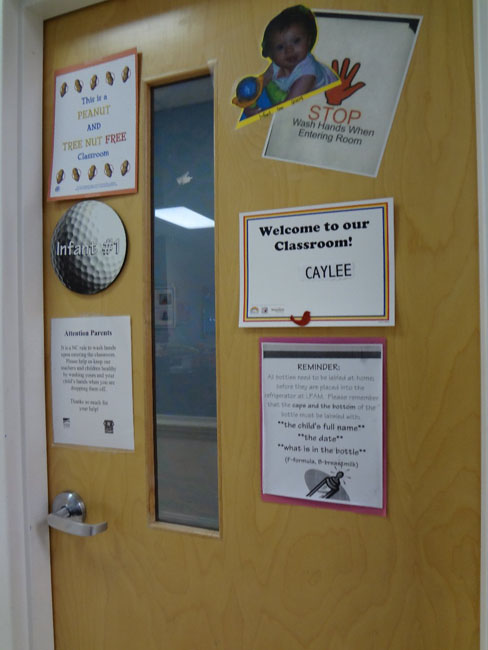 This is a
PEANUT
AND
TREE NUT FREE
Classroom
Infant #1
Attention Parents
It is a NC rule to wash hands
upon entering the classroom.
Please help us keep our
teachers and children healthy
by washing yours and your
child's hands when you are
dropping them off.
Thanks so much for
your help!
STOP
Wash Hands When
Entering Room
Welcome to our
Classroom!
CAYLEE
REMINDER:
All bottles need to be labeled at home,
before they are placed into the
refrigerator at Please remember
that the caps and the bottom of the
bottle must be labeled with:
**the child's full name**
**the date**
**what is in the bottle**
(F-formula, B-breastmilk)